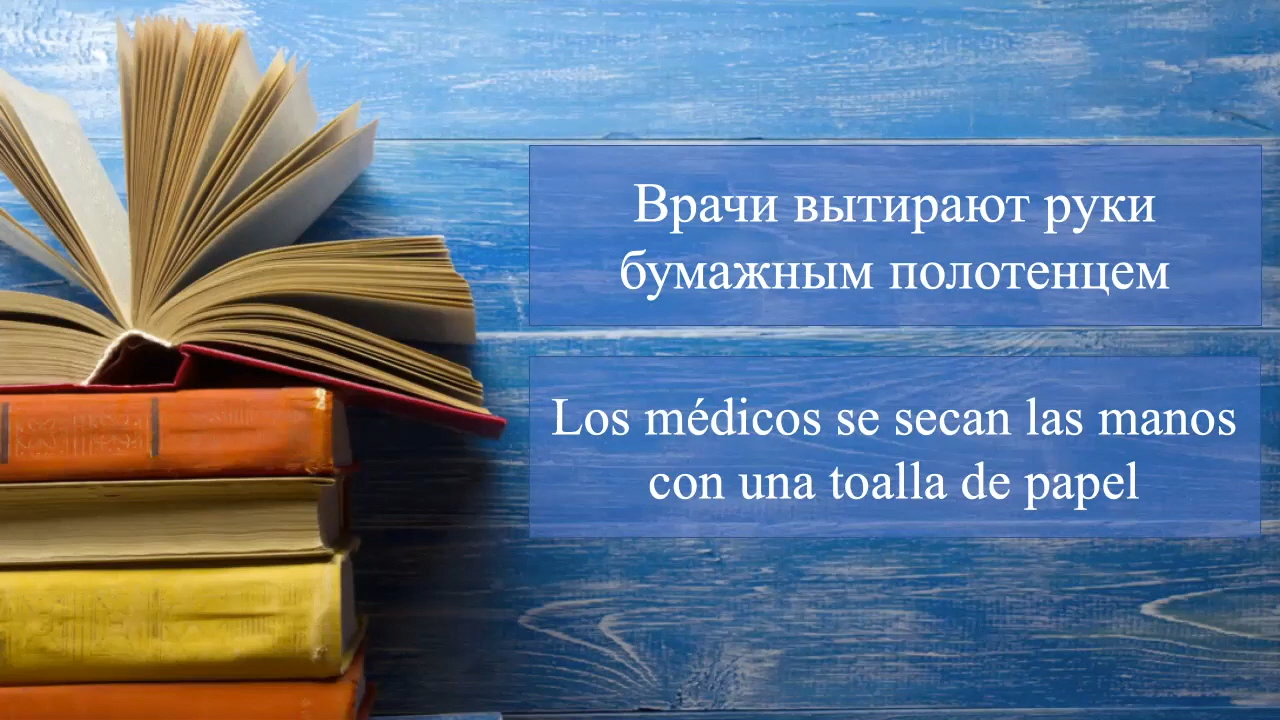 Врачи вытирают руки
бумажным полотенцем
Los médicos se secan las manos
con una toalla de papel